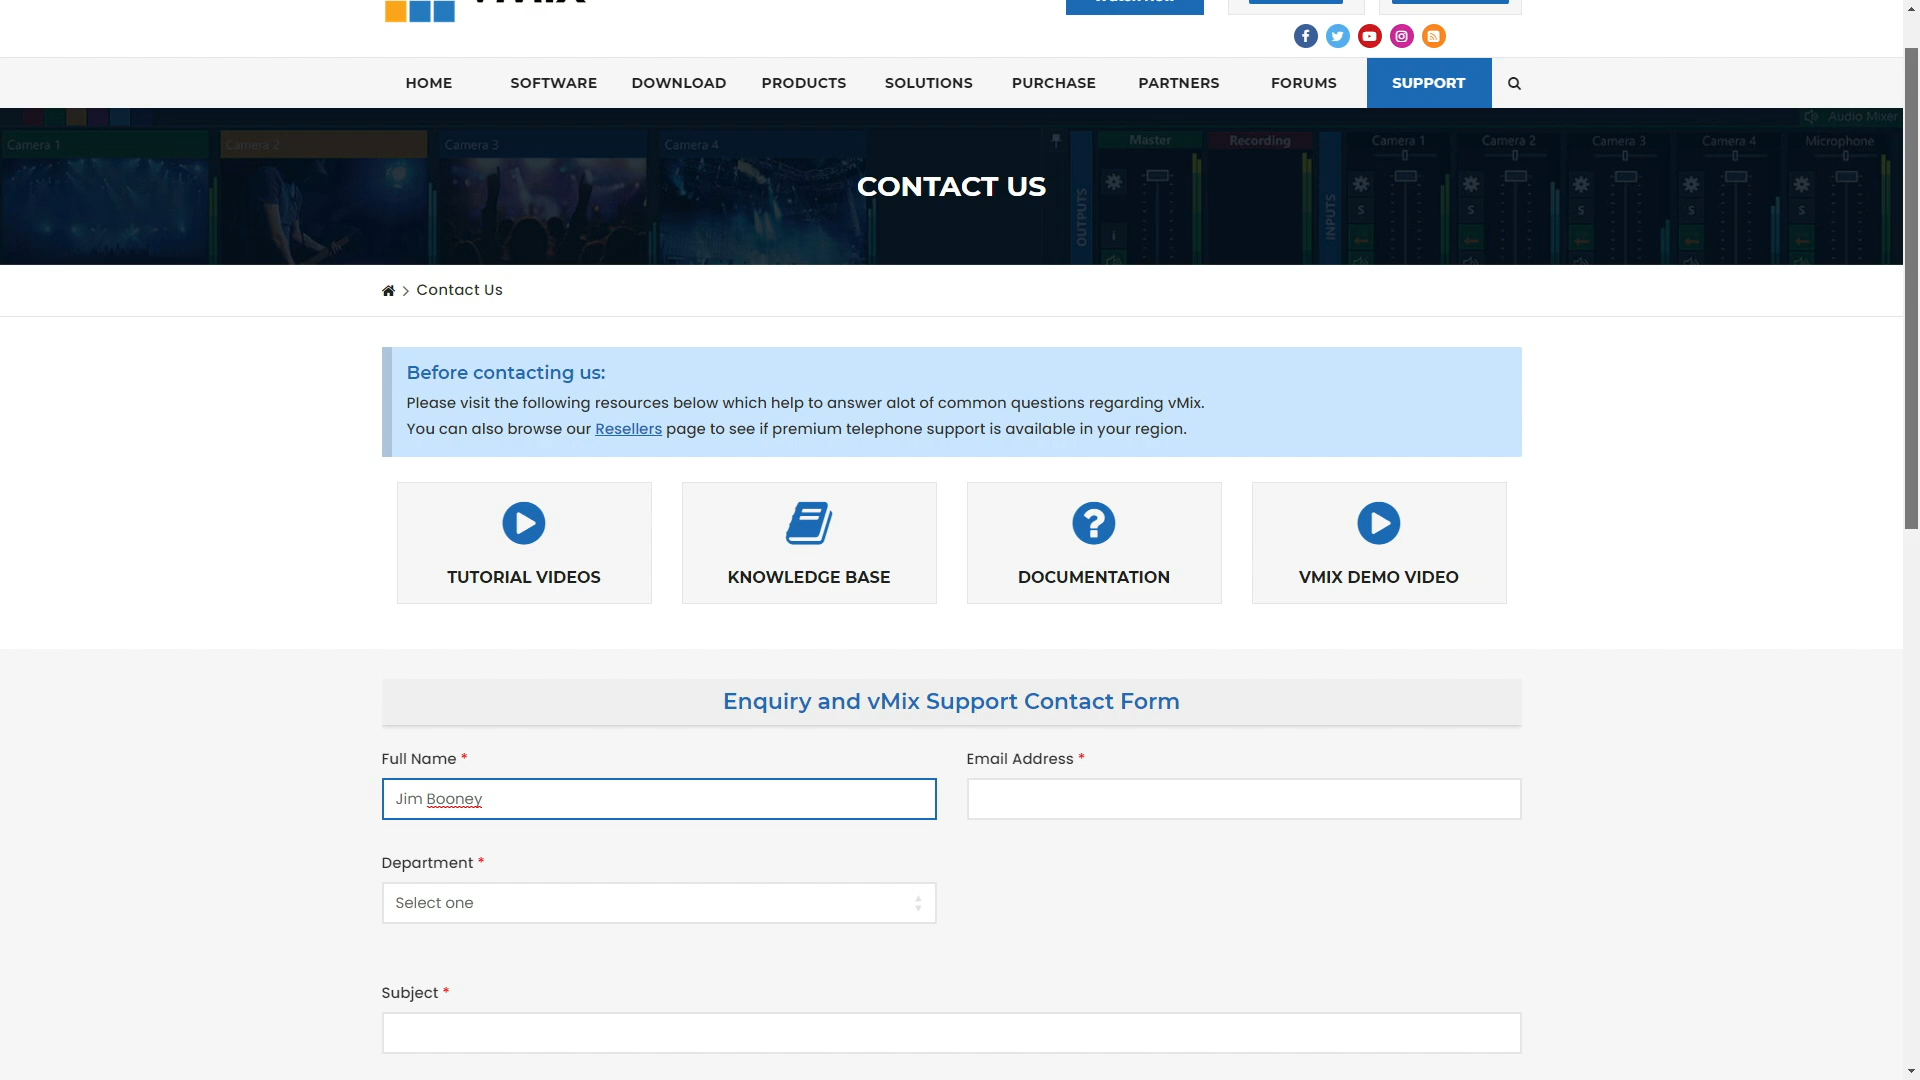 HOME SOFTWARE DOWNLOAD PRODUCTS SOLUTIONS PURCHASE PARTNERS FORUMS SUPPORT
Audio Mixer
Camera 1 Camera 2 Camera 3 Camera 4 Master Recording Camera 1 Camera 2 Camera 3 Camera 4 Microphone
CONTACT US
OUTPUTS
INPUTS
S S S S S
Contact Us
Before contacting us:
Please visit the following resources below which help to answer alot of common questions regarding vMix.
You can also browse our Resellers page to see if premium telephone support is available in your region.
TUTORIAL VIDEOS KNOWLEDGE BASE DOCUMENTATION VMIX DEMO VIDEO
Enquiry and vMix Support Contact Form
Full Name * Email Address *
Jim Booney
Department *
Select one
Subject *